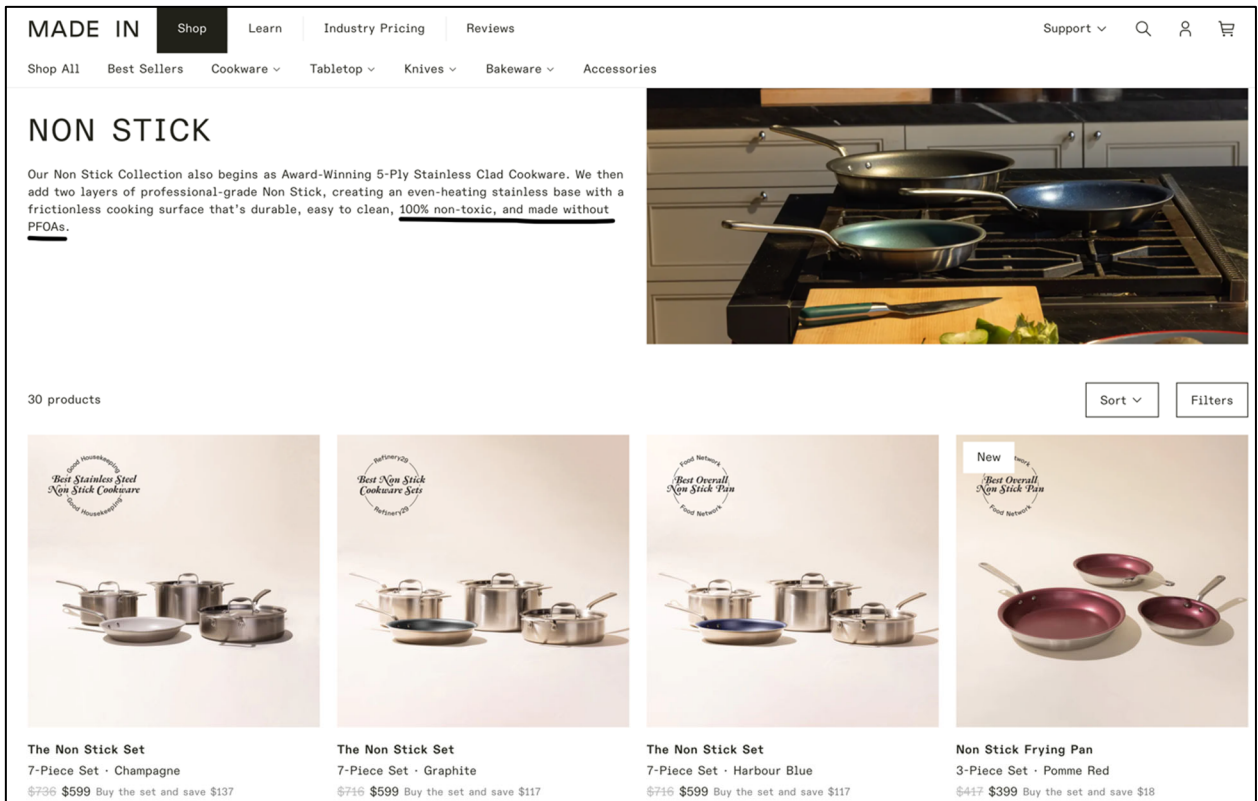 MADE IN
Shop
Learn
Industry Pricing
Reviews
Support
Shop All
Best Sellers
Cookware
Tabletop
Knives
Bakeware
Accessories
NON STICK
Our Non Stick Collection also begins as Award-Winning 5-Ply Stainless Clad Cookware. We then
add two layers of professional-grade Non Stick, creating an even-heating stainless base with a
frictionless cooking surface that's durable, easy to clean, 100% non-toxic, and made without
PFOAs.
30 products
Sort
Filters
Good Housekeeping
Best Stainless Steel
Non Stick Cookware
Good Housekeeping
The Non Stick Set
7-Piece Set · Champagne
$736 $599 Buy the set and save $137
Refinery29
Best Non Stick
Cookware Sets
Refinery29
The Non Stick Set
7-Piece Set · Graphite
$716 $599 Buy the set and save $117
Food Network
Best Overall
Non Stick Pan
Food Network
The Non Stick Set
7-Piece Set · Harbour Blue
$716 $599 Buy the set and save $117
New
Best Overall
Non Stick Pan
Food Network
Non Stick Frying Pan
3-Piece Set · Pomme Red
$417 $399 Buy the set and save $18